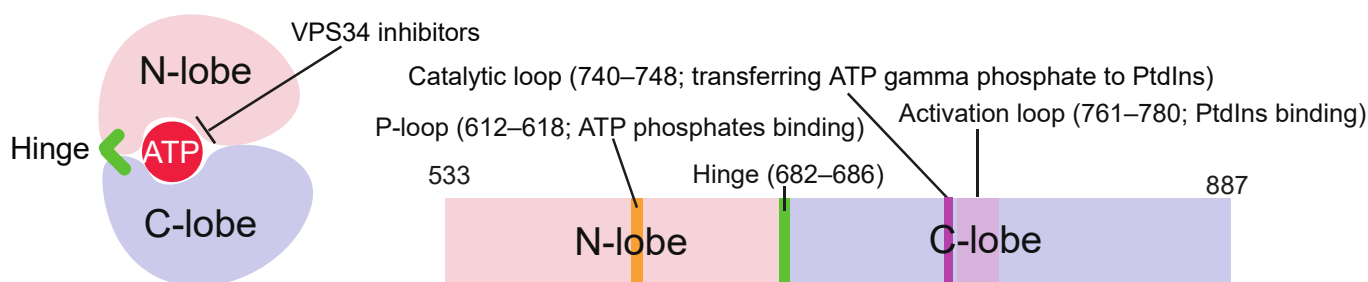 VPS34 inhibitors
N-lobe
Hinge
ATP
C-lobe
Catalytic loop (740–748; transferring ATP gamma phosphate to PtdIns)
Activation loop (761–780; PtdIns binding)
P-loop (612–618; ATP phosphates binding)
Hinge (682–686)
533
887
N-lobe
C-lobe